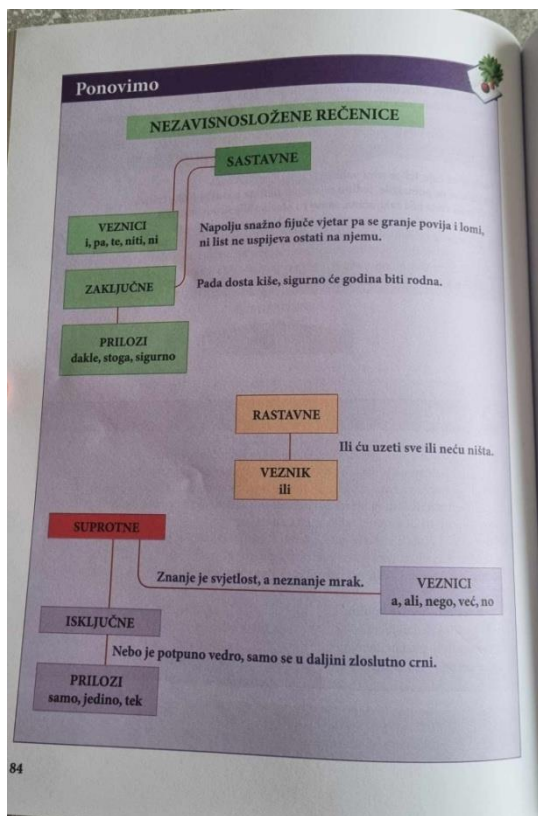 Ponovimo
NEZAVISNOSLOŽENE REČENICE
SASTAVNE
VEZNICI
i, pa, te, niti, ni
Napolju snažno fijuče vjetar pa se granje povija i lomi,
ni list ne uspijeva ostati na njemu.
ZAKLJUČNE
Pada dosta kiše, sigurno će godina biti rodna.
PRILOZI
dakle, stoga, sigurno
RASTAVNE
Ili ću uzeti sve ili neću ništa.
VEZNIK
ili
SUPROTNE
Znanje je svjetlost, a neznanje mrak.
VEZNICI
a, ali, nego, već, no
ISKLJUČNE
Nebo je potpuno vedro, samo se u daljini zloslutno crni.
PRILOZI
samo, jedino, tek
84